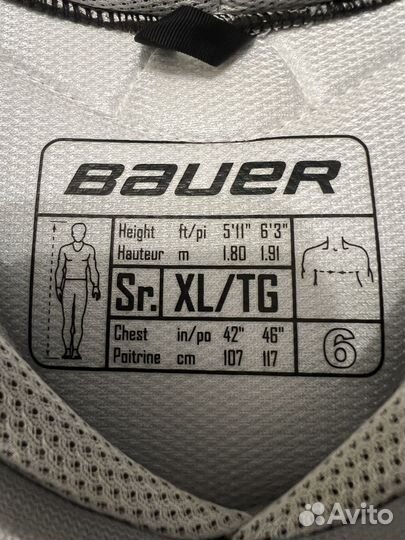 BAUER
Height ft/pi 5'11" 6'3"
Hauteur m 1.80 1.91
Sr. XL/TG
Chest in/po 42" 46"
Poitrine cm 107 117
6
Avito